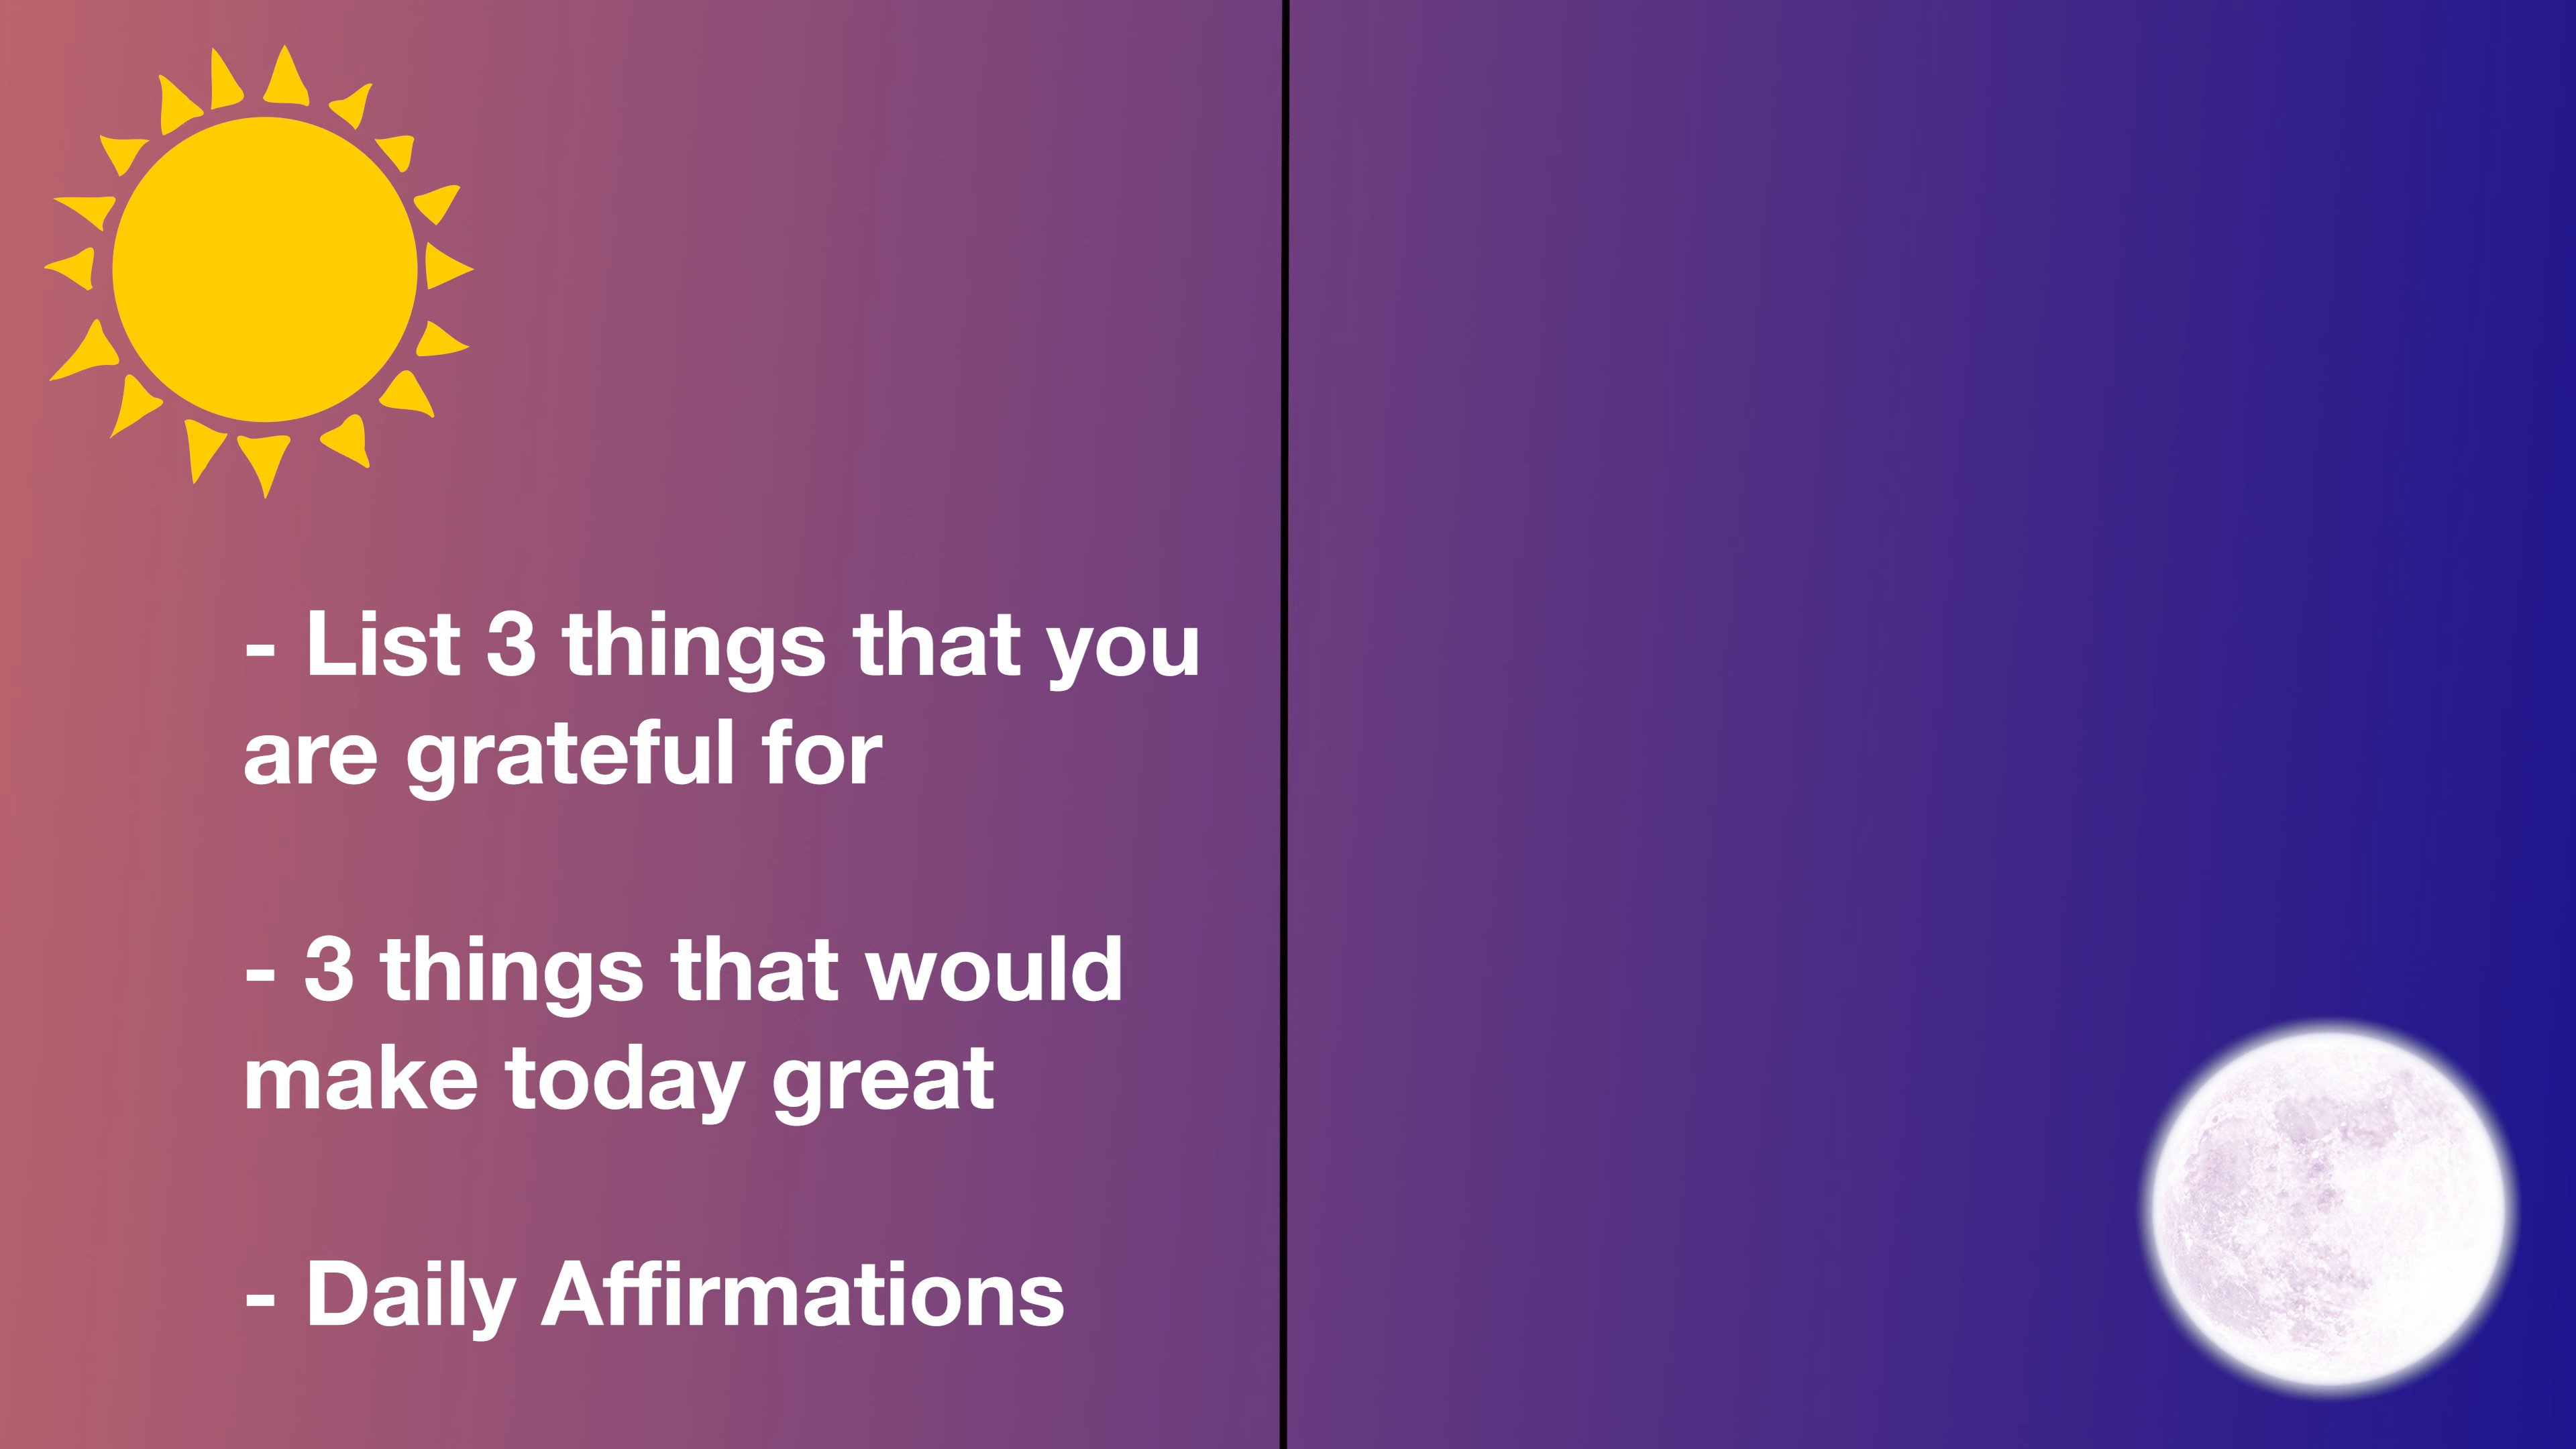 - List 3 things that you
are grateful for
- 3 things that would
make today great
- Daily Affirmations